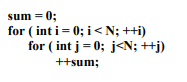 sum = 0;
for ( int i = 0; i < N; ++i)
for ( int j = 0; j<N; ++j)
++sum;